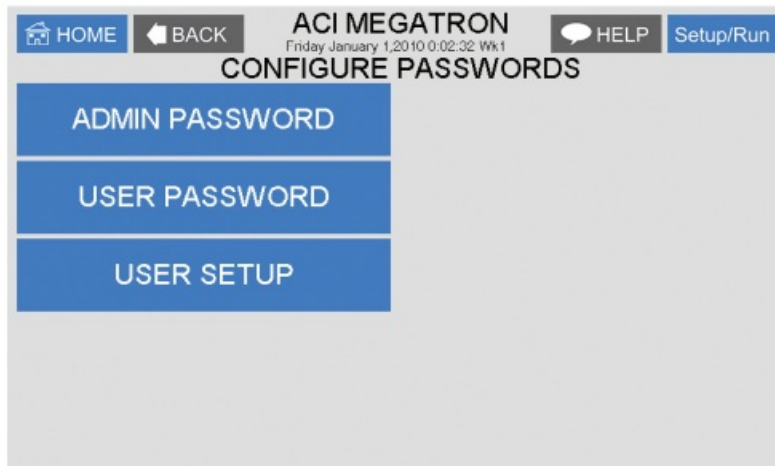 HOME BACK ACI MEGATRON HELP Setup/Run
Friday January 1,2010 0:02:32 Wk1
CONFIGURE PASSWORDS
ADMIN PASSWORD
USER PASSWORD
USER SETUP